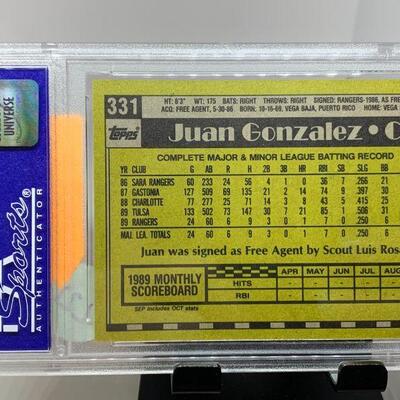 331
HT: 6'3" WT: 175 BATS: RIGHT THROWS: RIGHT SIGNED: RANGERS-1986, AS FRE
ACQ: FREE AGENT, 5-30-86 BORN: 10-16-69, VEGA BAJA, PUERTO RICO HOME: VEGA
Topps
Juan Gonzalez • O
COMPLETE MAJOR & MINOR LEAGUE BATTING RECORD
YR CLUB G AB R H 2B 3B HR RBI SB SLG BB
86 SARA RANGERS 60 233 24 56 4 1 0 36 7 .266 21
87 GASTONIA 127 509 69 135 21 2 14 74 9 .397 30
88 CHARLOTTE 77 277 25 71 14 3 8 43 5 .415 25
89 TULSA 133 502 73 147 30 7 21 85 1 .506 31
89 RANGERS 24 60 6 9 3 0 1 7 0 .250 6
MAJ. LEA. TOTALS 24 60 6 9 3 0 1 7 0 .250 6
Juan was signed as Free Agent by Scout Luis Rosa
1989 MONTHLY
SCOREBOARD
APR MAY JUN JUL AU
HITS — — — —
RBI — — — —
SEP includes OCT stats
UNIVERSE
Sports
AUTHENTICATOR